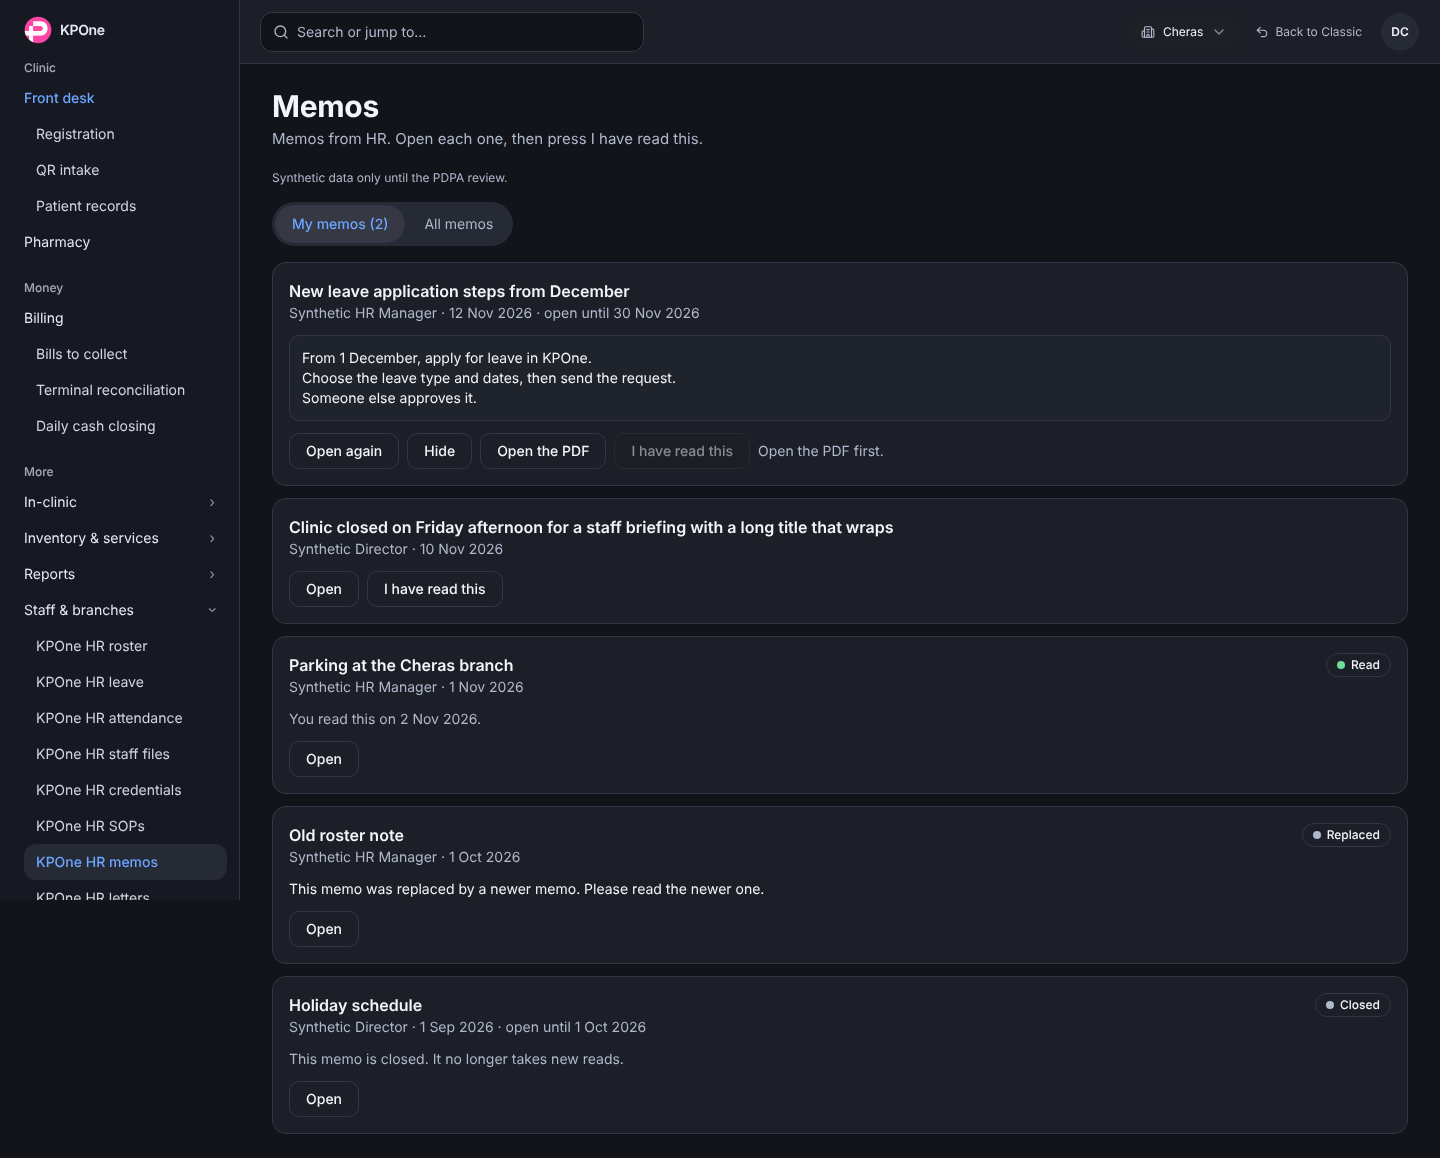 KPOne
Clinic
Front desk
Registration
QR intake
Patient records
Pharmacy
Money
Billing
Bills to collect
Terminal reconciliation
Daily cash closing
More
In-clinic
Inventory & services
Reports
Staff & branches
KPOne HR roster
KPOne HR leave
KPOne HR attendance
KPOne HR staff files
KPOne HR credentials
KPOne HR SOPs
KPOne HR memos
KPOne HR letters
Search or jump to...
Cheras
Back to Classic
DC
Memos
Memos from HR. Open each one, then press I have read this.
Synthetic data only until the PDPA review.
My memos (2)
All memos
New leave application steps from December
Synthetic HR Manager · 12 Nov 2026 · open until 30 Nov 2026
From 1 December, apply for leave in KPOne.
Choose the leave type and dates, then send the request.
Someone else approves it.
Open again
Hide
Open the PDF
I have read this
Open the PDF first.
Clinic closed on Friday afternoon for a staff briefing with a long title that wraps
Synthetic Director · 10 Nov 2026
Open
I have read this
Parking at the Cheras branch
Read
Synthetic HR Manager · 1 Nov 2026
You read this on 2 Nov 2026.
Open
Old roster note
Replaced
Synthetic HR Manager · 1 Oct 2026
This memo was replaced by a newer memo. Please read the newer one.
Open
Holiday schedule
Closed
Synthetic Director · 1 Sep 2026 · open until 1 Oct 2026
This memo is closed. It no longer takes new reads.
Open